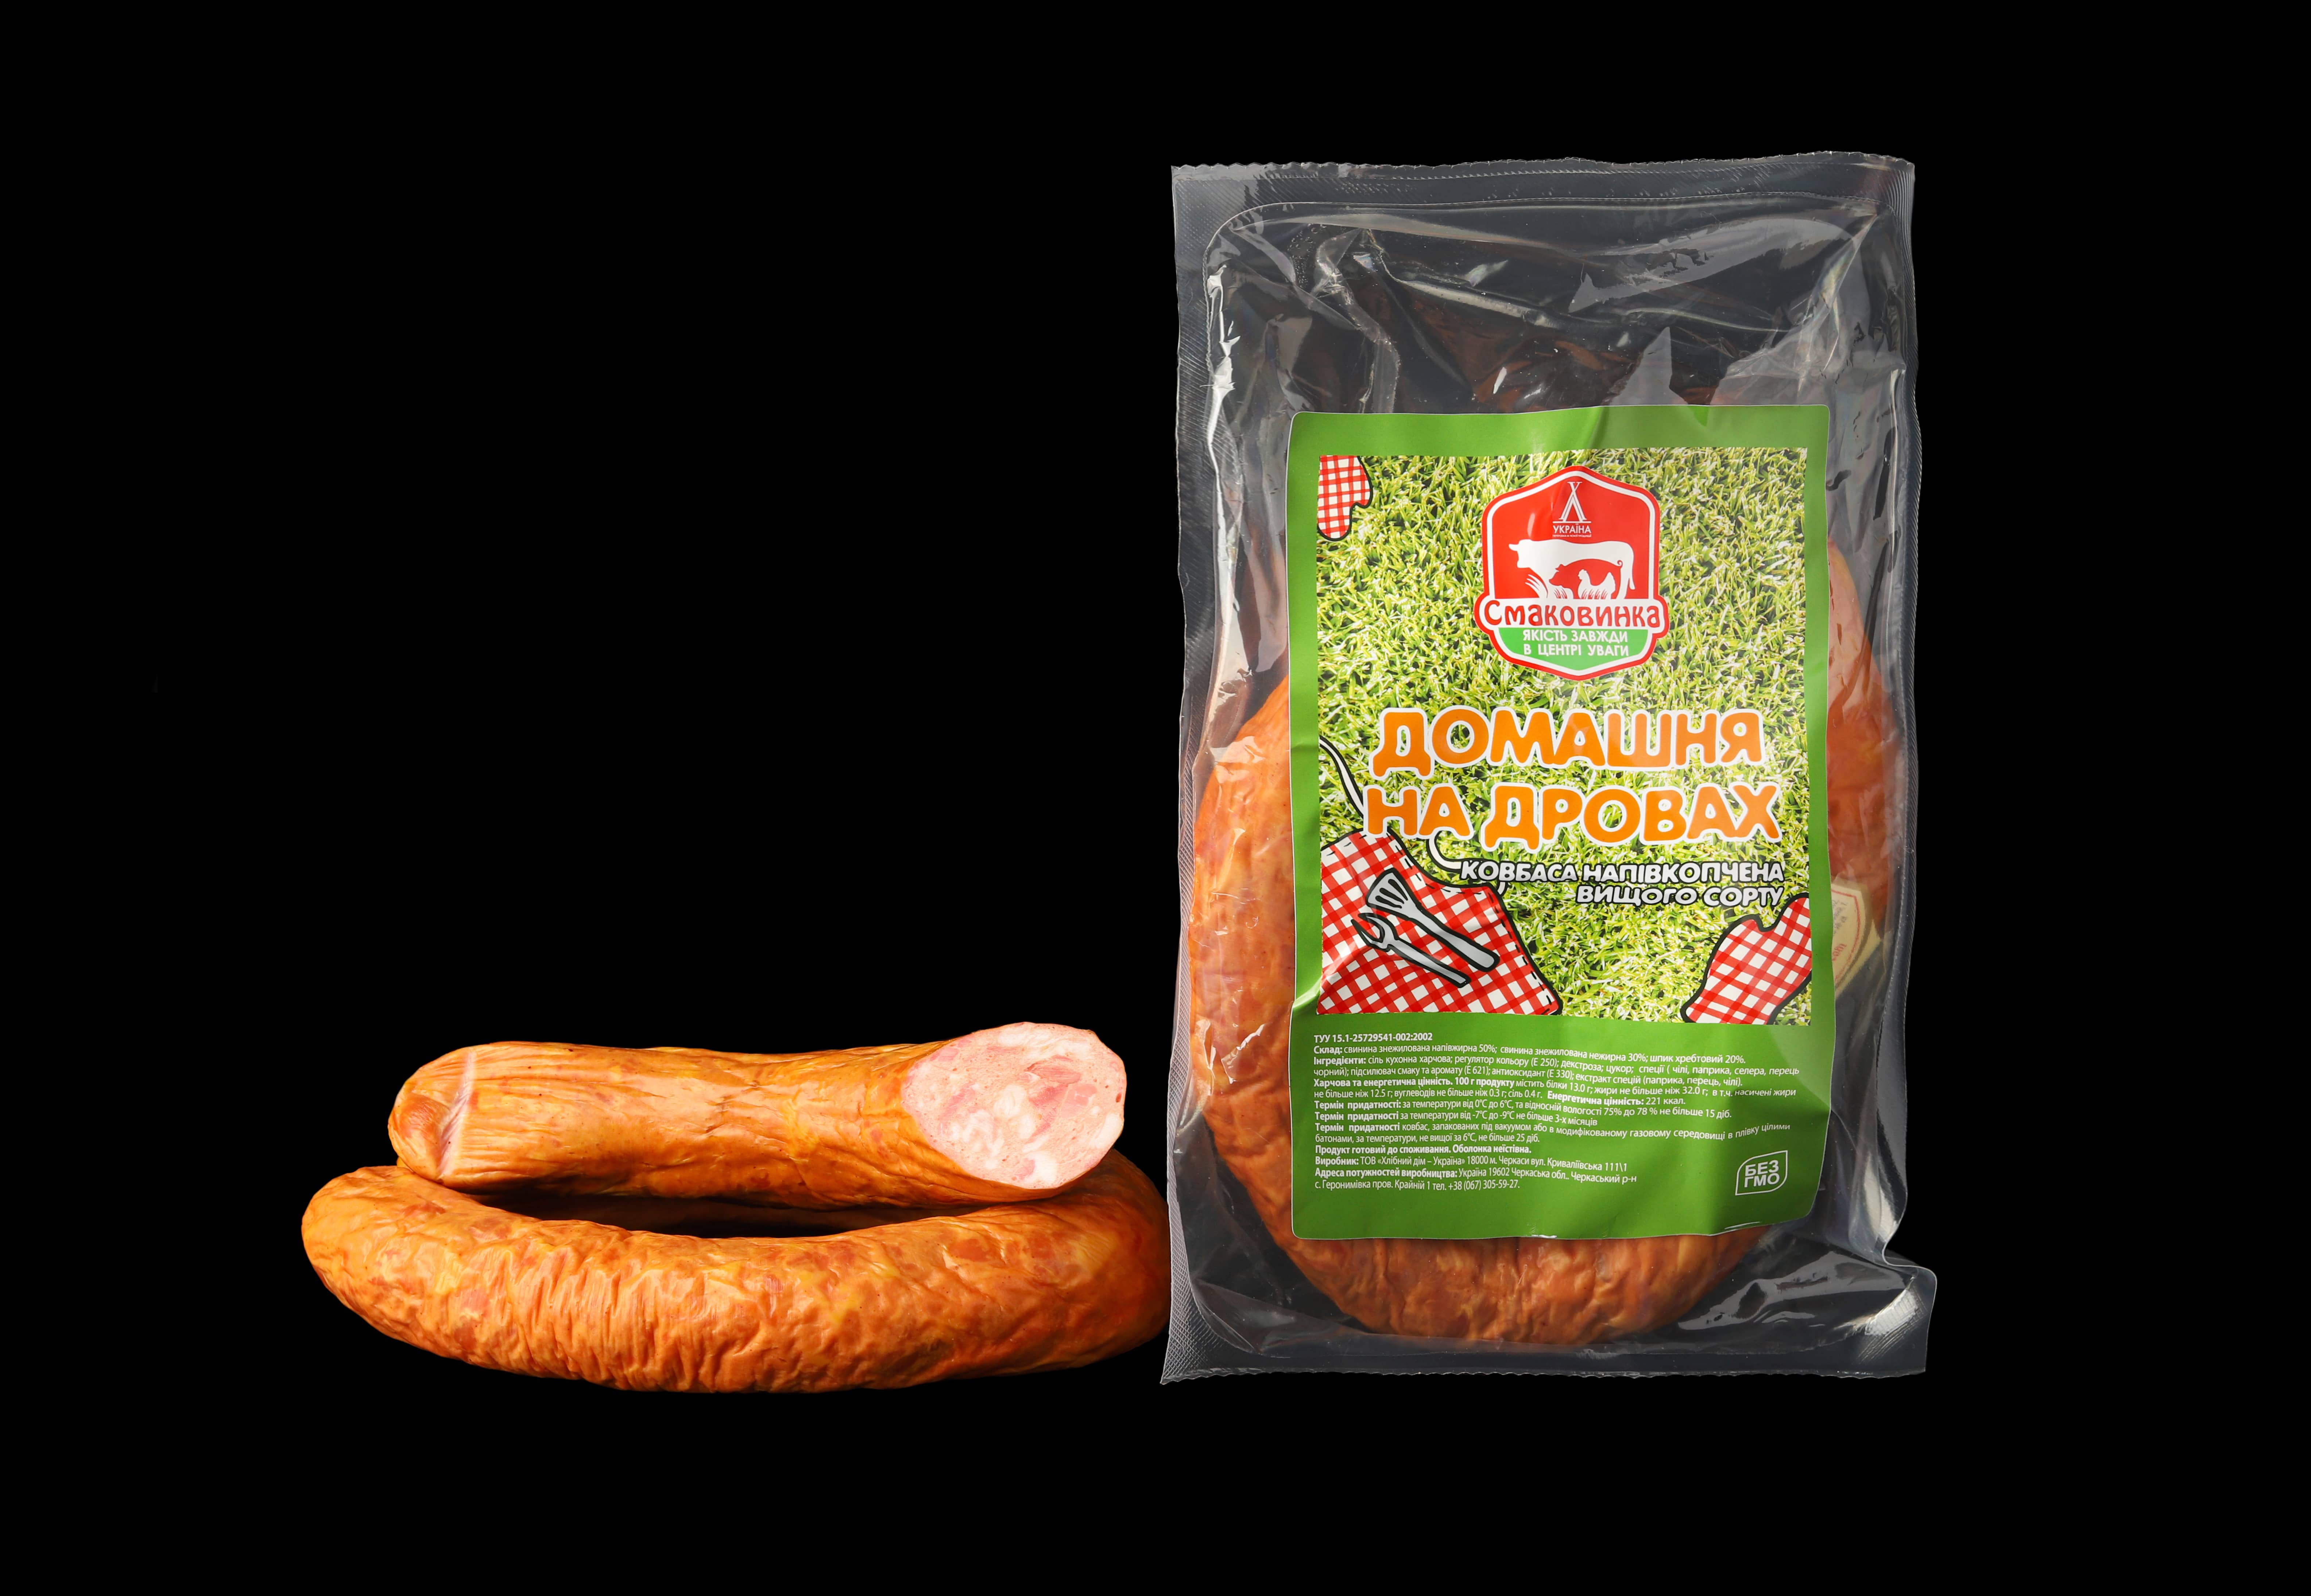 УКРАЇНА
Смаковинка
ЯКІСТЬ ЗАВЖДИ
В ЦЕНТРІ УВАГИ
ДОМАШНЯ
НА ДРОВАХ
КОВБАСА НАПІВКОПЧЕНА
ВИЩОГО СОРТУ
ТУУ 15.1-25729541-002:2002
Склад: свинина знежилована напівжирна 50%; свинина знежилована нежирна 30%; шпик хребтовий 20%.
Інгредієнти: сіль кухонна харчова; регулятор кольору (Е 250); декстроза; цукор; спеції ( чілі, паприка, селера, перець
чорний); підсилювач смаку та аромату (Е 621); антиоксидант (Е 330); екстракт спецій (паприка, перець, чілі).
Харчова та енергетична цінність. 100 г продукту містить білки 13,0 г; жири не більше ніж 32.0 г; в т.ч. насичені жири
не більше ніж 12.5 г; вуглеводів не більше ніж 0.3 г; сіль 0.4 г. Енергетична цінність: 221 ккал.
Термін придатності: за температури від 0°С до 6°С, та відносній вологості 75% до 78 % не більше 15 діб.
Термін придатності за температури від -7°С до -9°С не більше 3-х місяців
Термін придатності ковбас, запакованих під вакуумом або в модифікованому газовому середовищі в плівку цілими
батонами, за температури, не вищої за 6°С, не більше 25 діб.
Продукт готовий до споживання. Оболонка неїстівна.
Виробник: ТОВ «Хлібний дім – Україна» 18000 м. Черкаси вул. Криваліївська 111\1
Адреса потужностей виробництва: Україна 19602 Черкаська обл., Черкаський р-н
с. Геронимівка пров. Крайній 1 тел. +38 (067) 305-59-27.
БЕЗ
ГМО